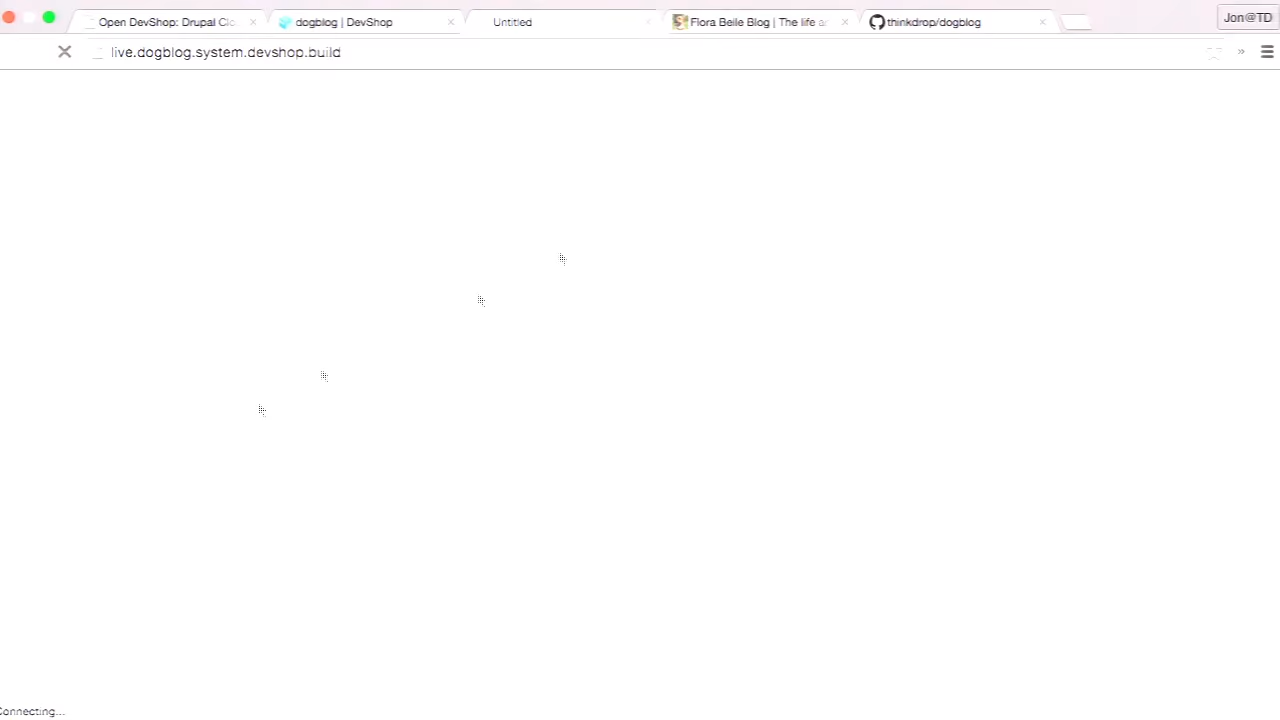 Open DevShop: Drupal Clo
dogblog | DevShop
Untitled
Flora Belle Blog | The life a
thinkdrop/dogblog
Jon@TD
live.dogblog.system.devshop.build
»
Connecting...